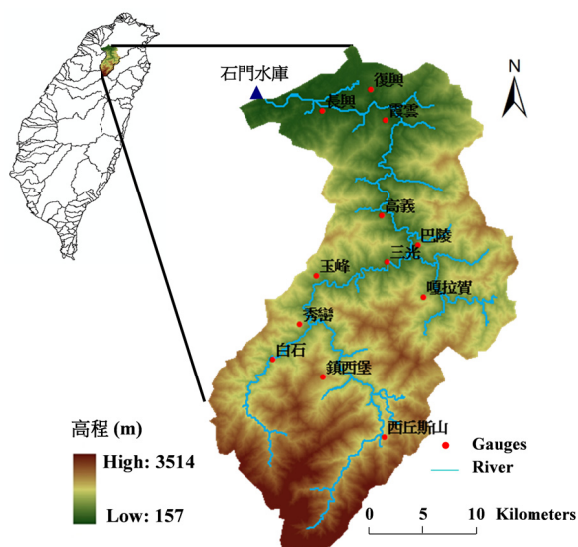 石門水庫
N
復興
長興
霞雲
高義
巴陵
三光
玉峰
嘎拉賀
秀巒
白石
鎮西堡
西丘斯山
高程 (m)
High: 3514
Low: 157
Gauges
River
0 5 10 Kilometers